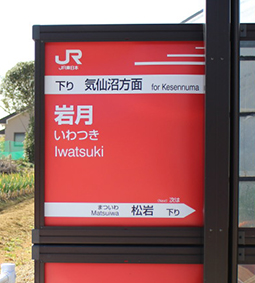 JR
JR東日本
下り 気仙沼方面 for Kesennuma
岩月
いわつき
Iwatsuki
まついわ
Matsuiwa 松岩 下り